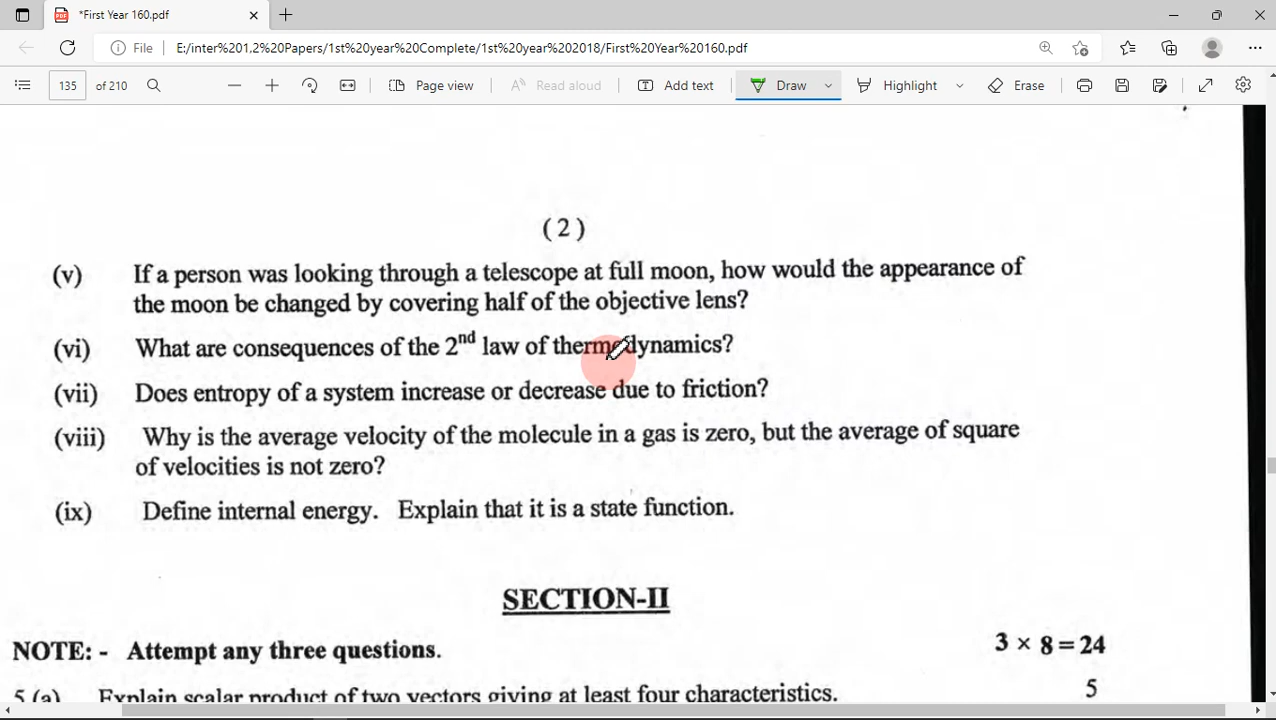 *First Year 160.pdf
File E:/inter%201,2%20Papers/1st%20year%20Complete/1st%20year%202018/First%20Year%20160.pdf
135 of 210 Page view Read aloud Add text Draw Highlight Erase
(2)
(v) If a person was looking through a telescope at full moon, how would the appearance of
the moon be changed by covering half of the objective lens?
(vi) What are consequences of the 2nd law of thermodynamics?
(vii) Does entropy of a system increase or decrease due to friction?
(viii) Why is the average velocity of the molecule in a gas is zero, but the average of square
of velocities is not zero?
(ix) Define internal energy. Explain that it is a state function.
SECTION-II
NOTE: - Attempt any three questions. 3 × 8 = 24
5 (a) Explain scalar product of two vectors giving at least four characteristics. 5